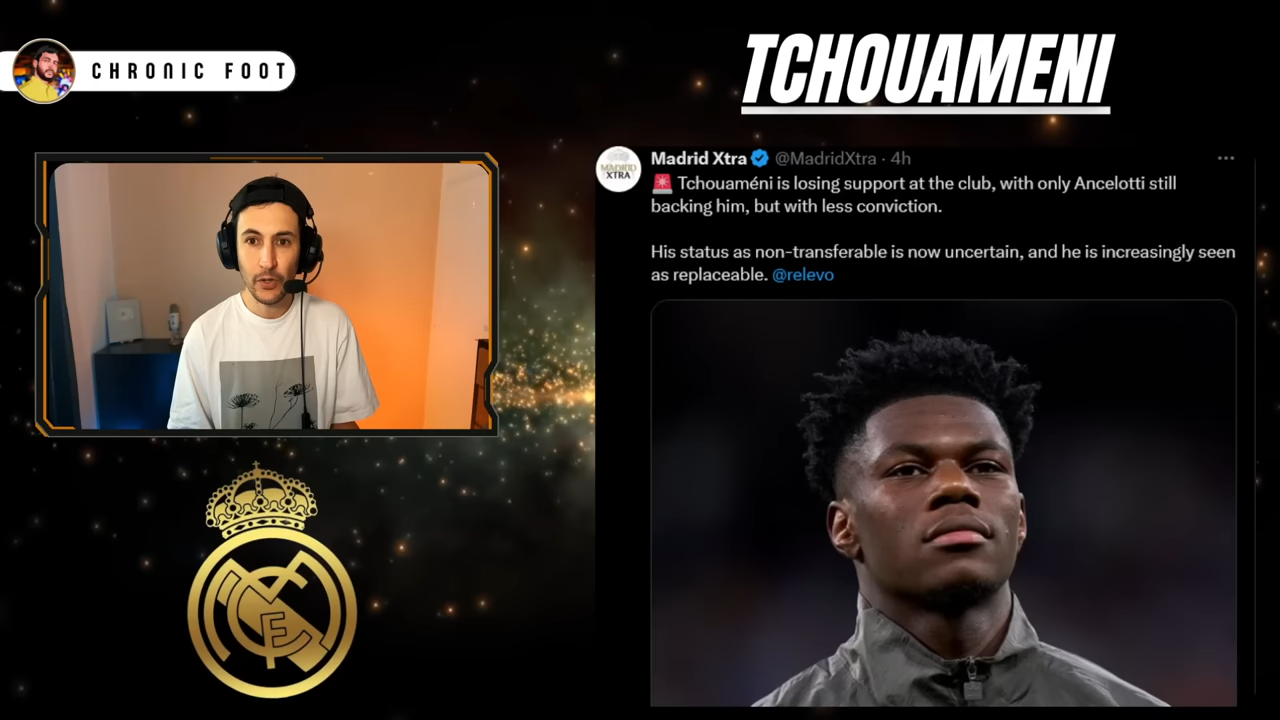 CHRONIC FOOT
TCHOUAMENI
MADRID
XTRA
Madrid Xtra @MadridXtra · 4h
🚨 Tchouaméni is losing support at the club, with only Ancelotti still
backing him, but with less conviction.
His status as non-transferable is now uncertain, and he is increasingly seen
as replaceable. @relevo